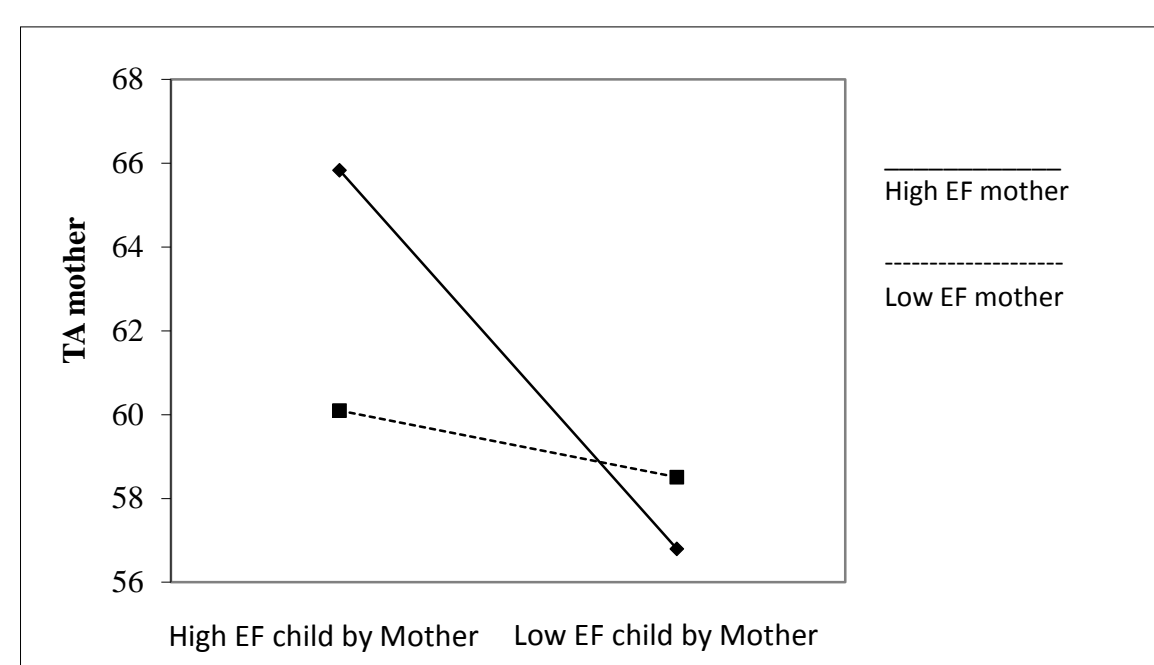 68
66
64
62
60
58
56
TA mother
High EF child by Mother
Low EF child by Mother
High EF mother
Low EF mother